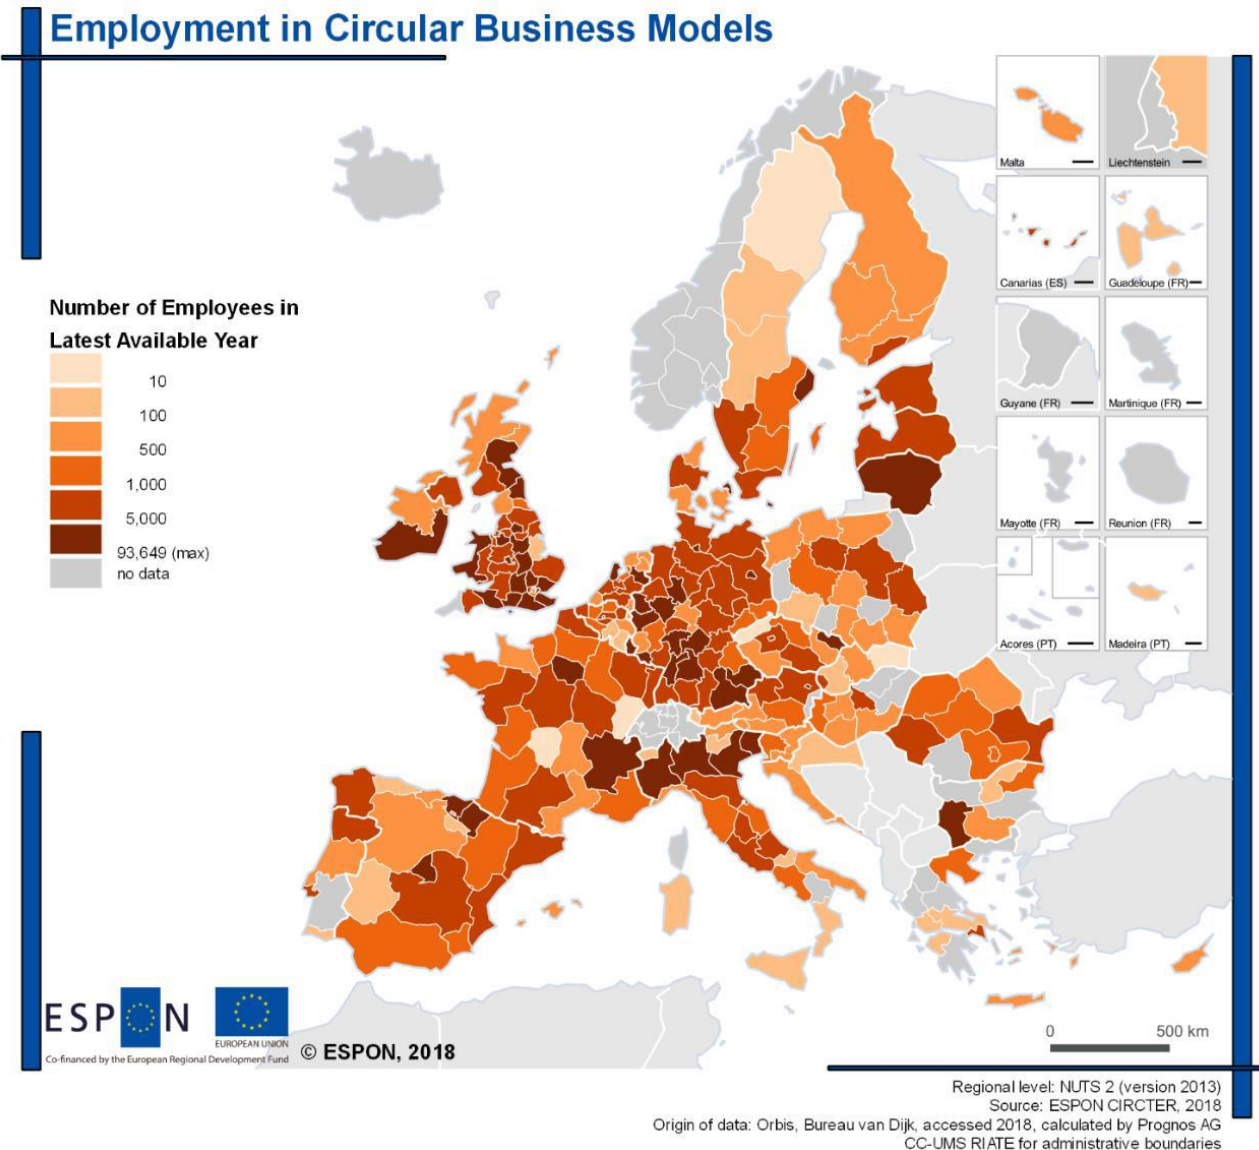 Employment in Circular Business Models
Malta
Liechtenstein
Canarias (ES)
Guadeloupe (FR)
Number of Employees in
Latest Available Year
10
100
500
1,000
5,000
93,649 (max)
no data
Guyane (FR)
Martinique (FR)
Mayotte (FR)
Reunion (FR)
Acores (PT)
Madeira (PT)
ESPON
EUROPEAN UNION
Co-financed by the European Regional Development Fund
© ESPON, 2018
0 500 km
Regional level: NUTS 2 (version 2013)
Source: ESPON CIRCTER, 2018
Origin of data: Orbis, Bureau van Dijk, accessed 2018, calculated by Prognos AG
CC-UMS RIATE for administrative boundaries